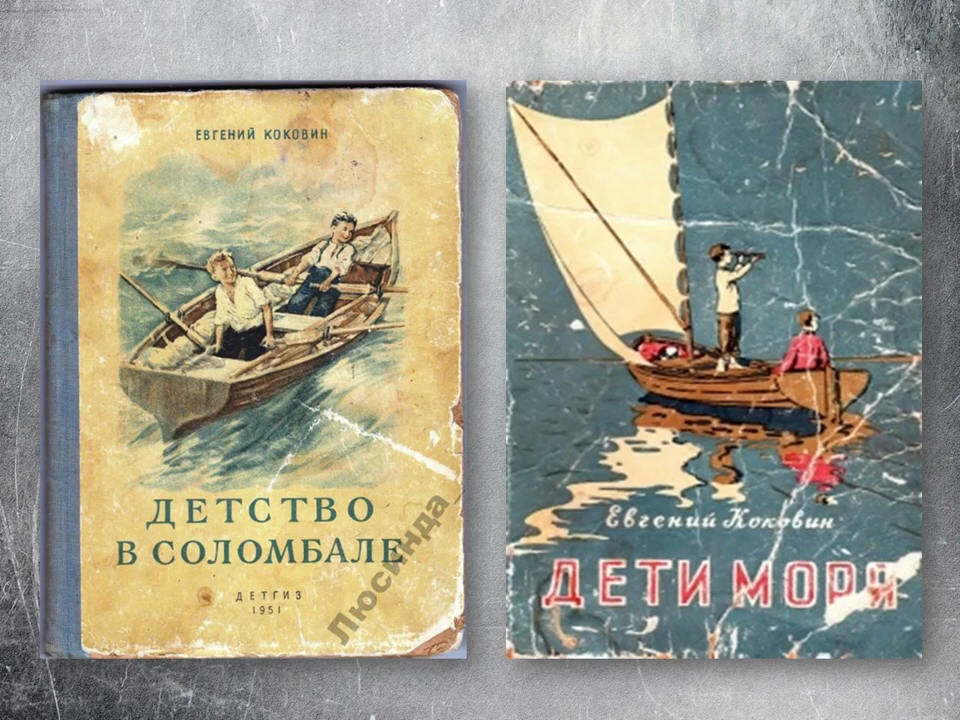 ЕВГЕНИЙ КОКОВИН
ДЕТСТВО
В СОЛОМБАЛЕ
ДЕТГИЗ
1951
Люсинда
Евгений Коковин
ДЕТИ МОРЯ